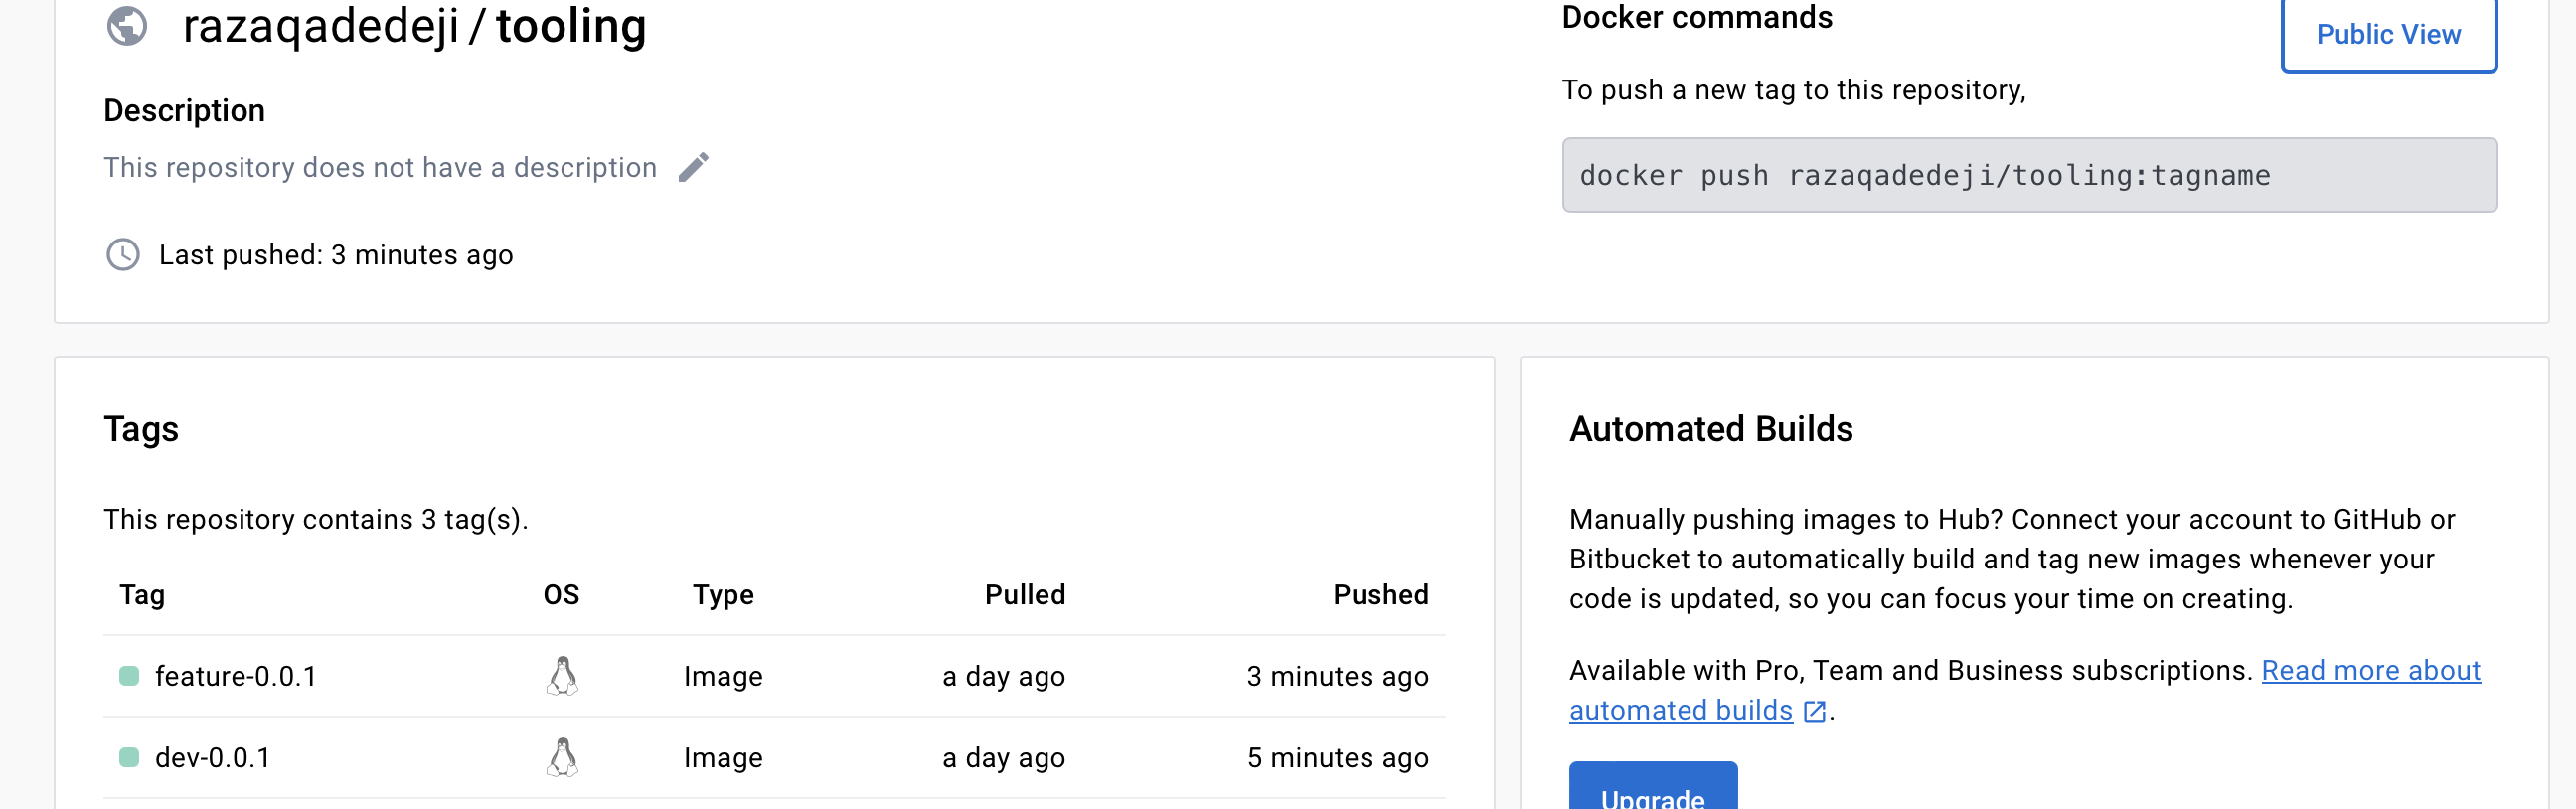 razaqadedeji / tooling
Description
This repository does not have a description
Last pushed: 3 minutes ago
Docker commands
Public View
To push a new tag to this repository,
docker push razaqadedeji/tooling:tagname
Tags
This repository contains 3 tag(s).
Tag OS Type Pulled Pushed
feature-0.0.1 Image a day ago 3 minutes ago
dev-0.0.1 Image a day ago 5 minutes ago
Automated Builds
Manually pushing images to Hub? Connect your account to GitHub or
Bitbucket to automatically build and tag new images whenever your
code is updated, so you can focus your time on creating.
Available with Pro, Team and Business subscriptions. Read more about
automated builds.
Upgrade